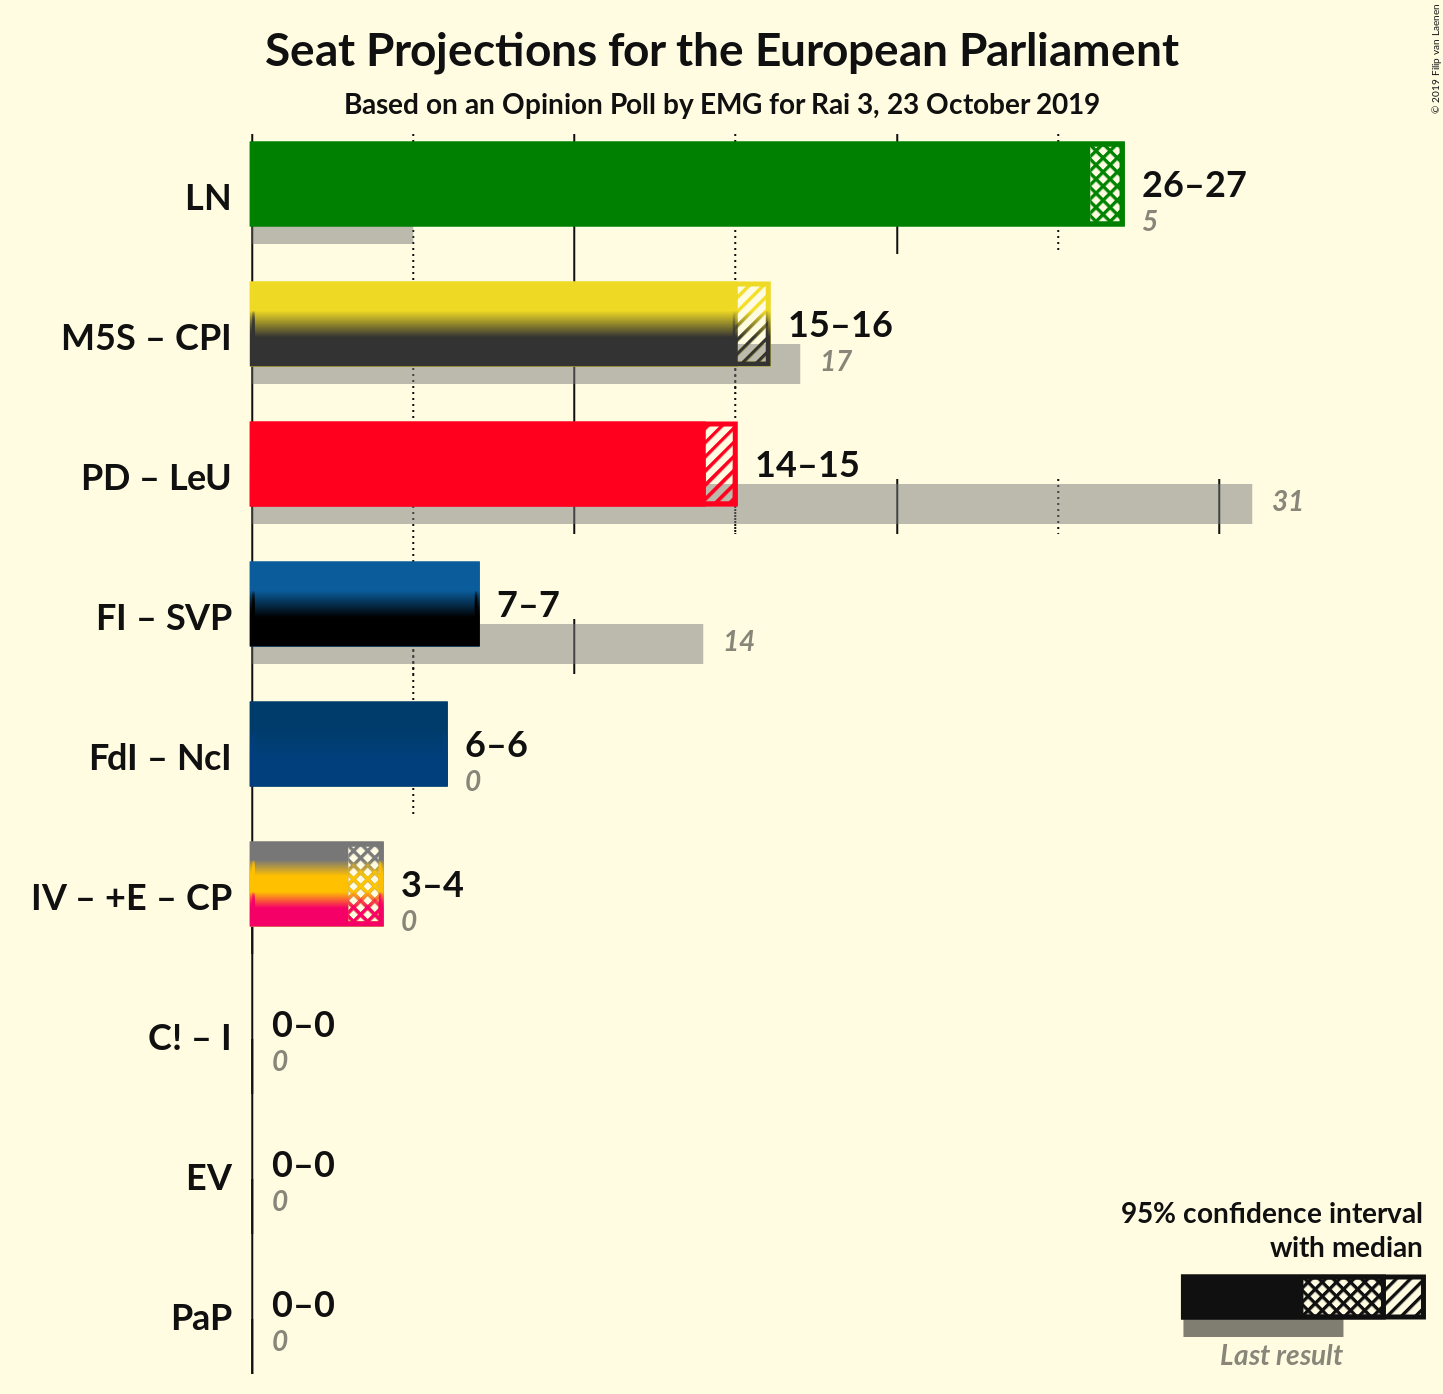 Seat Projections for the European Parliament
Based on an Opinion Poll by EMG for Rai 3, 23 October 2019
© 2019 Filip van Laenen
LN
26–27
5
M5S – CPI
15–16
17
PD – LeU
14–15
31
FI – SVP
7–7
14
FdI – NcI
6–6
0
IV – +E – CP
3–4
0
C! – I
0–0
0
EV
0–0
0
PaP
0–0
0
95% confidence interval
with median
Last result